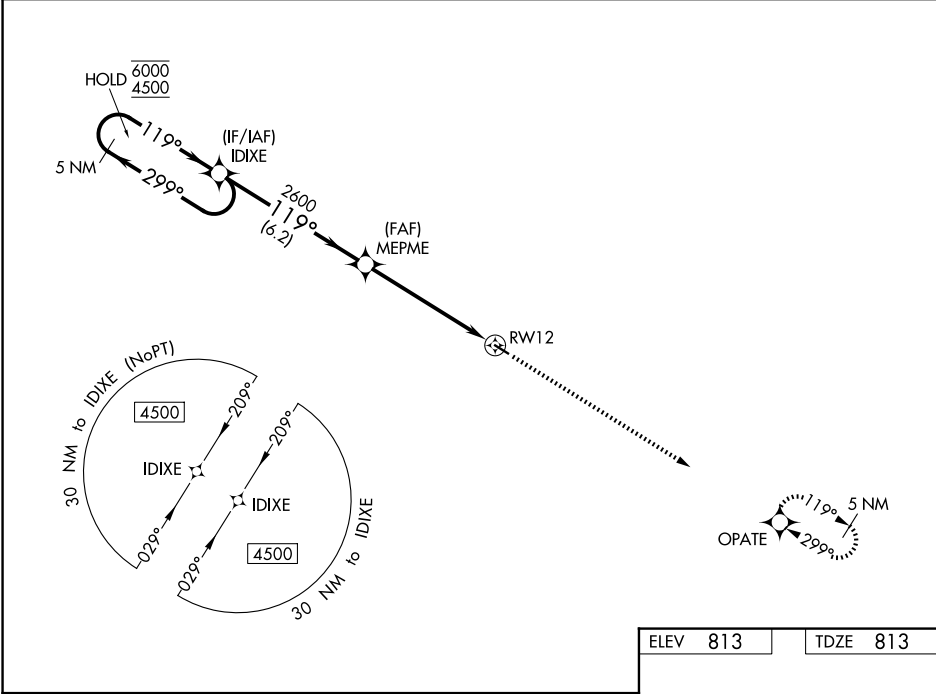 HOLD 6000
4500
119°
5 NM
299°
(IF/IAF)
IDIXE
2600
119°
(6.2)
(FAF)
MEPME
RW12
30 NM to IDIXE (NoPT)
4500
209°
IDIXE
029°
209°
IDIXE
4500
029°
30 NM to IDIXE
119°
5 NM
OPATE
299°
ELEV 813
TDZE 813